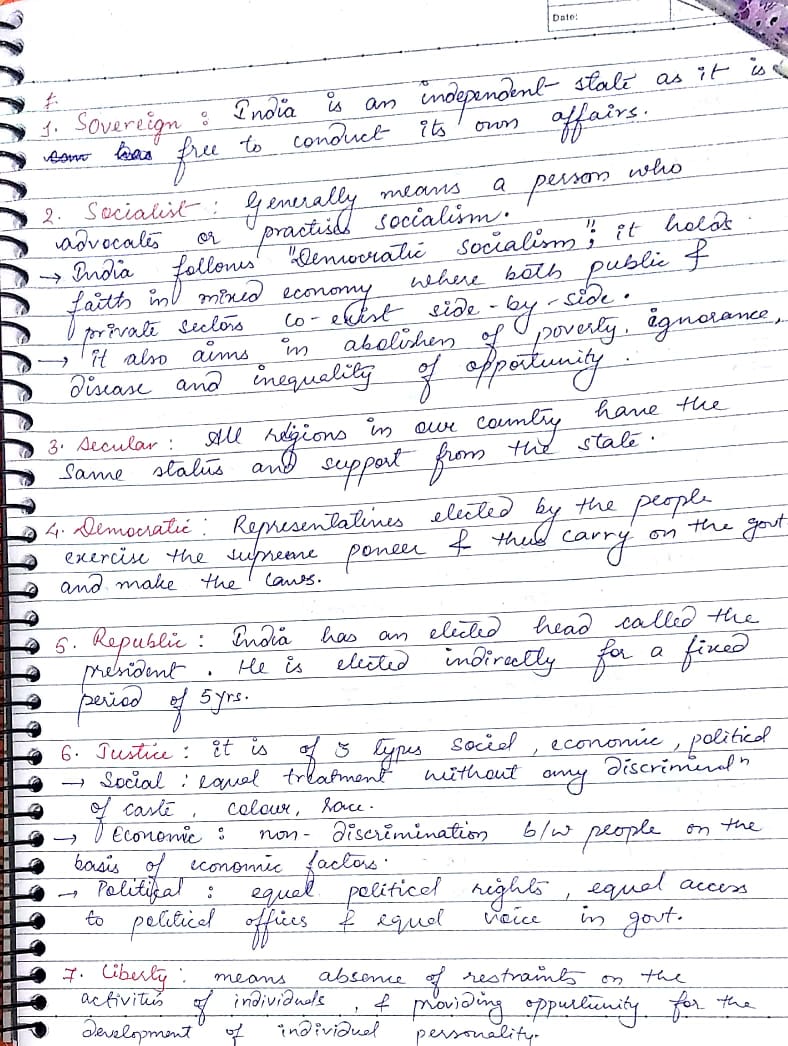 Date:
1. Sovereign : India is an independent state as it is
free to conduct its own affairs.
2. Socialist : Generally means a person who
advocates or practises socialism.
→ India follows "Democratic socialism"; it holds
faith in mixed economy where both public &
private sectors co-exist side-by-side.
→ it also aims in abolishen of poverty, ignorance,
disease and inequality of opportunity.
3. Secular : All religions in our country have the
same status and support from the state.
4. Democratic : Representatives elected by the people
exercise the supreme power & thus carry on the govt
and make the laws.
5. Republic : India has an elected head called the
president. He is elected indirectly for a fixed
period of 5yrs.
6. Justice : it is of 3 types social, economic, political
→ Social : equal treatment without any discriminatn
of caste, colour, race.
→ Economic : non-discrimination b/w people on the
basis of economic factors.
→ Political : equal political rights, equal access
to political offices & equal voice in govt.
7. Liberty : means absence of restraints on the
activities of individuals, & providing oppurtunity for the
development of individual personality.